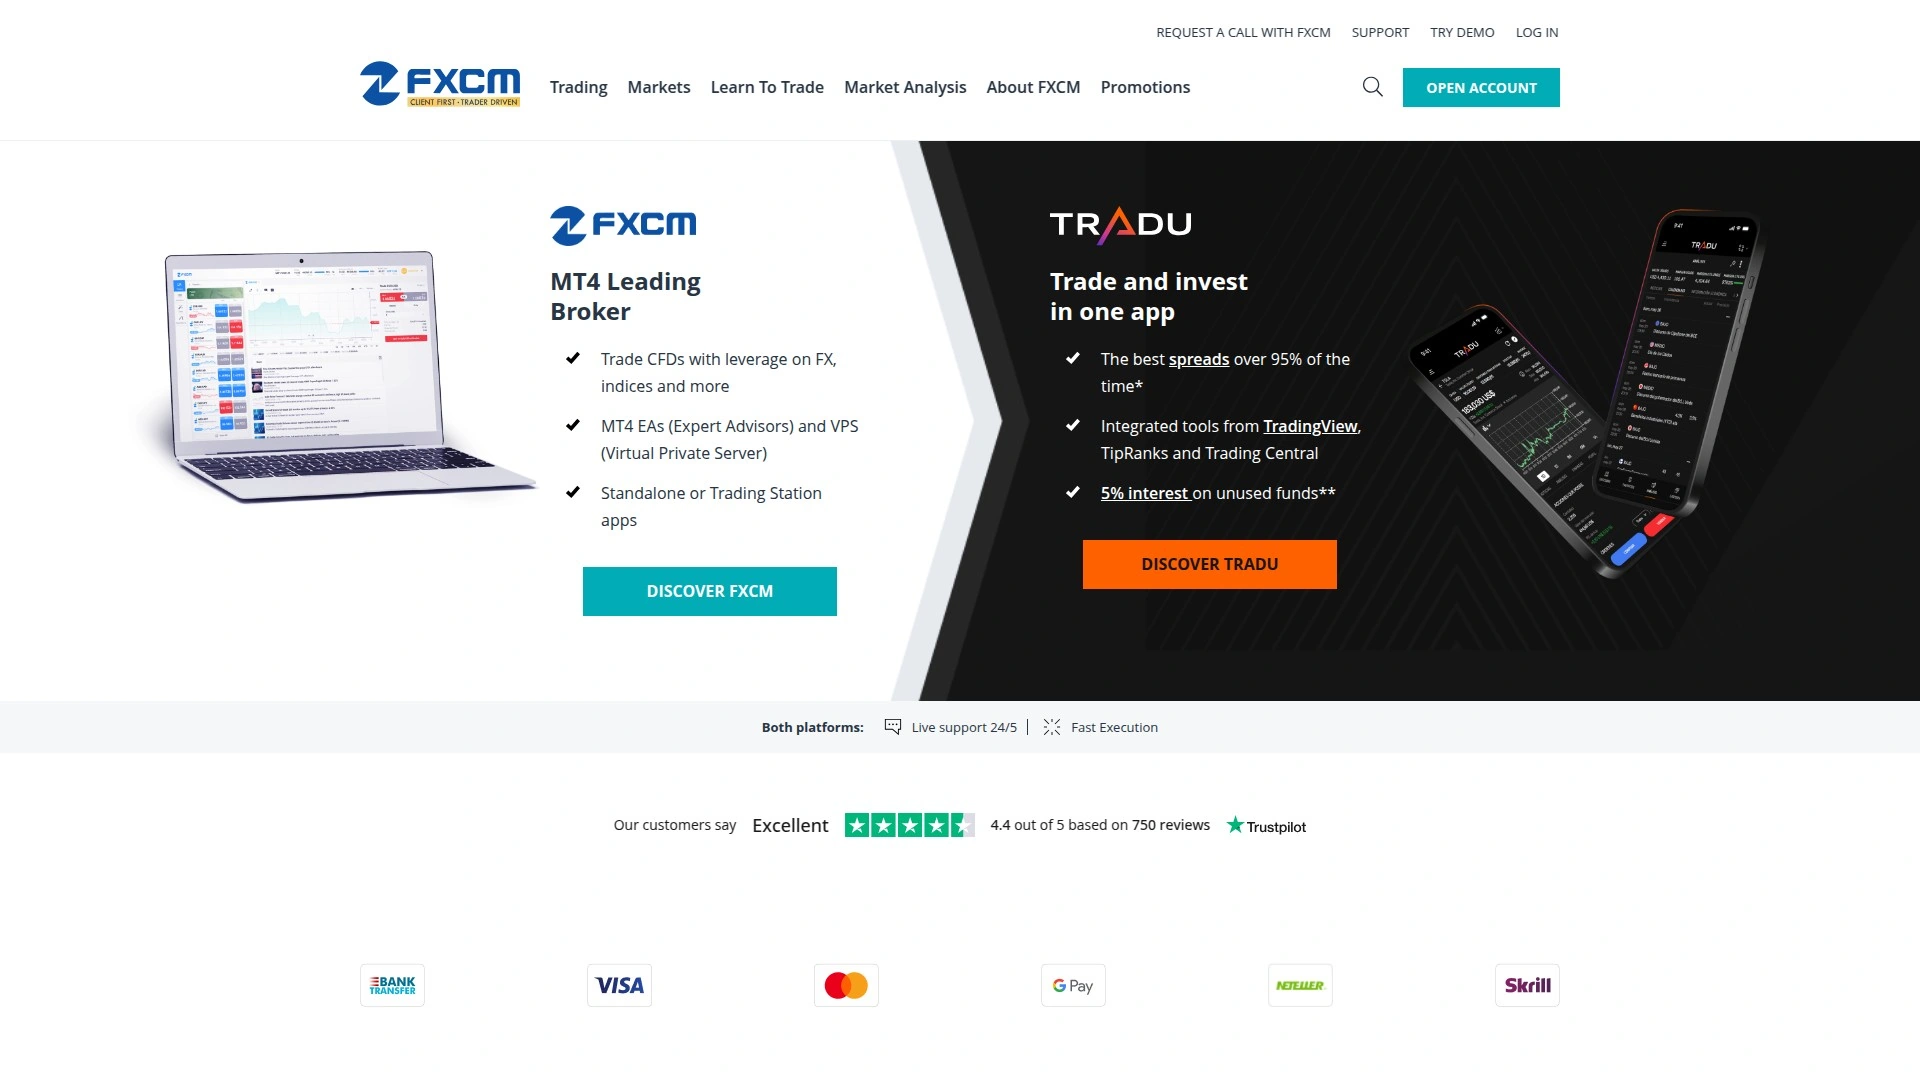 REQUEST A CALL WITH FXCM SUPPORT TRY DEMO LOG IN
FXCM
CLIENT FIRST • TRADER DRIVEN
Trading Markets Learn To Trade Market Analysis About FXCM Promotions
OPEN ACCOUNT
FXCM
MT4 Leading
Broker
Trade CFDs with leverage on FX,
indices and more
MT4 EAs (Expert Advisors) and VPS
(Virtual Private Server)
Standalone or Trading Station
apps
DISCOVER FXCM
TRADU
Trade and invest
in one app
The best spreads over 95% of the
time*
Integrated tools from TradingView,
TipRanks and Trading Central
5% interest on unused funds**
DISCOVER TRADU
TRADU
TRADU
9:41
Both platforms: Live support 24/5 | Fast Execution
Our customers say Excellent 4.4 out of 5 based on 750 reviews Trustpilot
BANK
TRANSFER
VISA
G Pay
NETELLER
Skrill